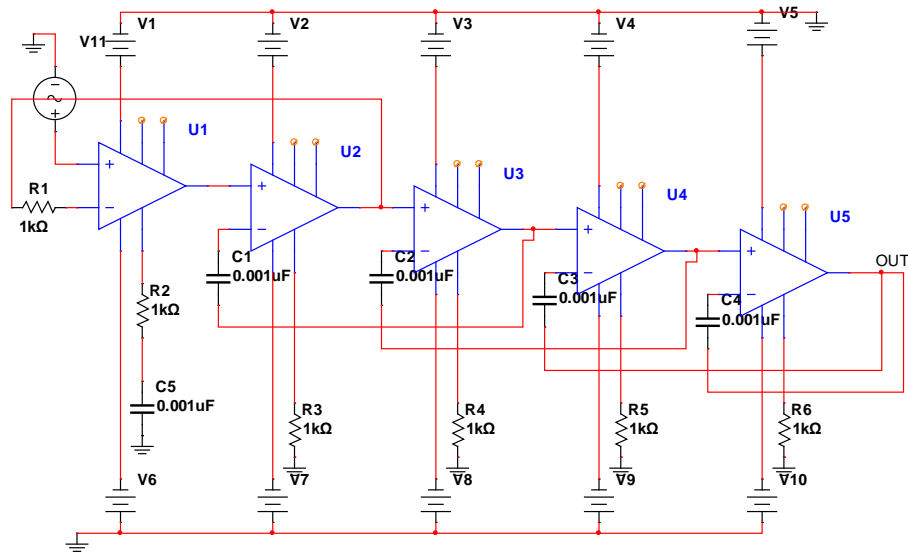 V1
V2
V3
V4
V5
V11
U1
U2
U3
U4
U5
R1
1kΩ
C1
0.001uF
C2
0.001uF
C3
0.001uF
C4
0.001uF
OUT
R2
1kΩ
C5
0.001uF
R3
1kΩ
R4
1kΩ
R5
1kΩ
R6
1kΩ
V6
V7
V8
V9
V10